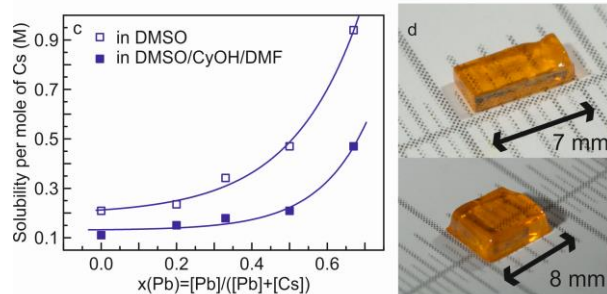 c
in DMSO
in DMSO/CyOH/DMF
Solubility per mole of Cs (M)
0.9
0.7
0.5
0.3
0.1
0.0
0.2
0.4
0.6
x(Pb)=[Pb]/([Pb]+[Cs])
d
7 mm
8 mm